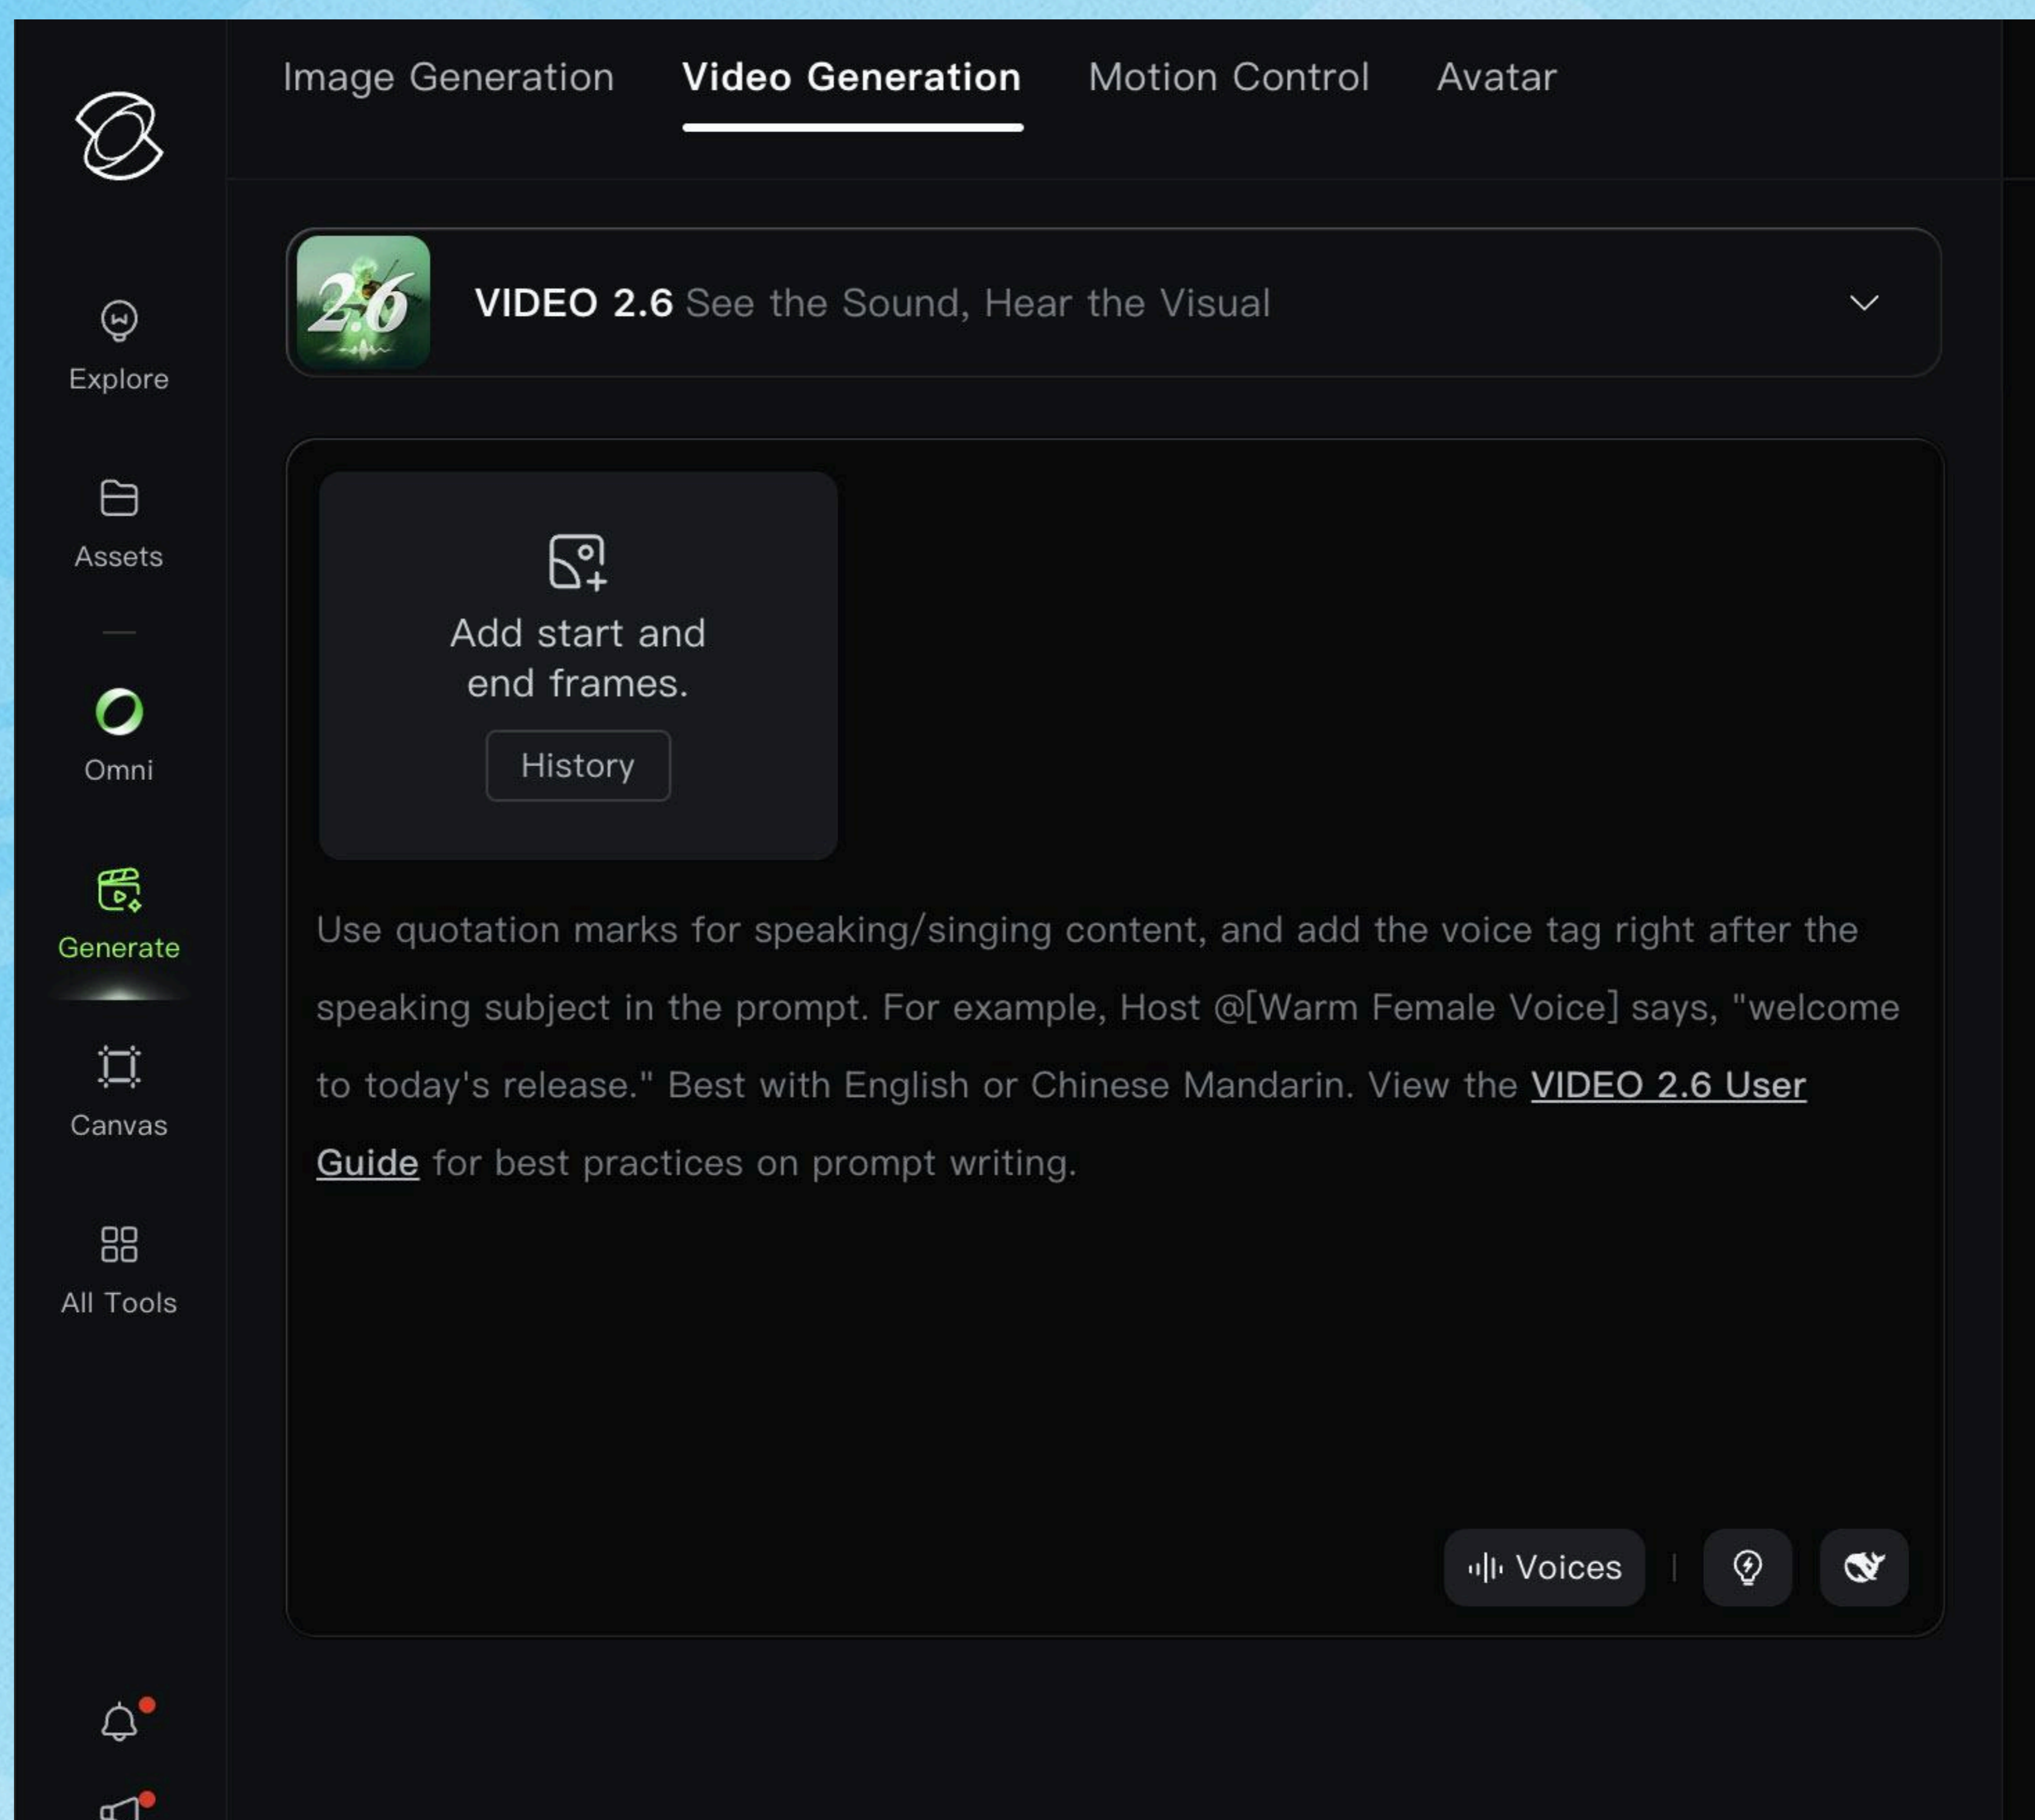 Image Generation Video Generation Motion Control Avatar
2.6
VIDEO 2.6 See the Sound, Hear the Visual
Explore
Assets
Omni
Generate
Canvas
All Tools
Add start and
end frames.
History
Use quotation marks for speaking/singing content, and add the voice tag right after the
speaking subject in the prompt. For example, Host @[Warm Female Voice] says, "welcome
to today's release." Best with English or Chinese Mandarin. View the VIDEO 2.6 User
Guide for best practices on prompt writing.
Voices